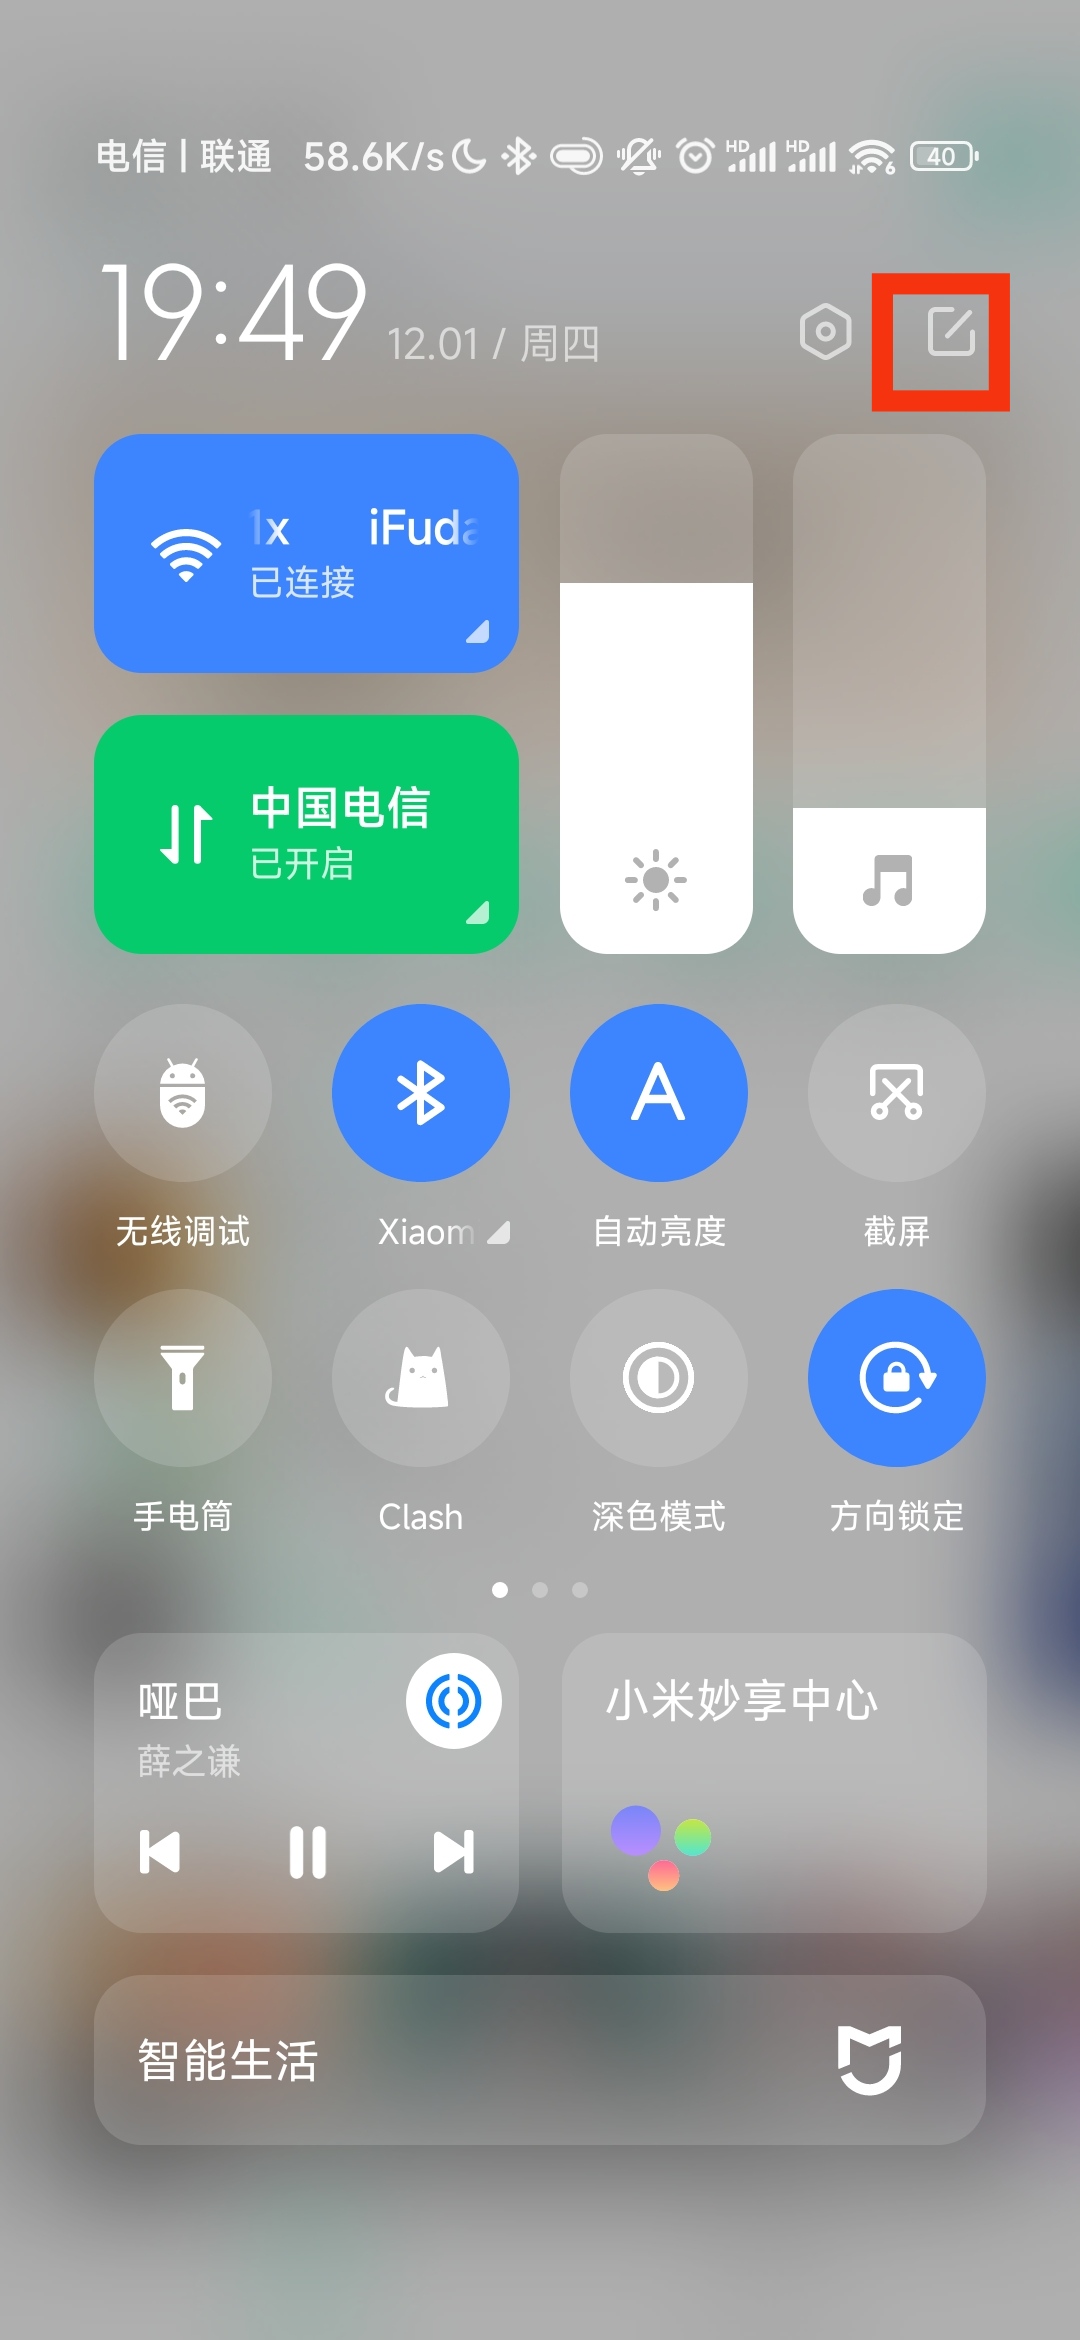 电信 | 联通 58.6K/s HD HD 6 40
19:49 12.01 / 周四
1x iFuda
已连接
中国电信
已开启
无线调试 Xiaom 自动亮度 截屏
手电筒 Clash 深色模式 方向锁定
哑巴
薛之谦
小米妙享中心
智能生活